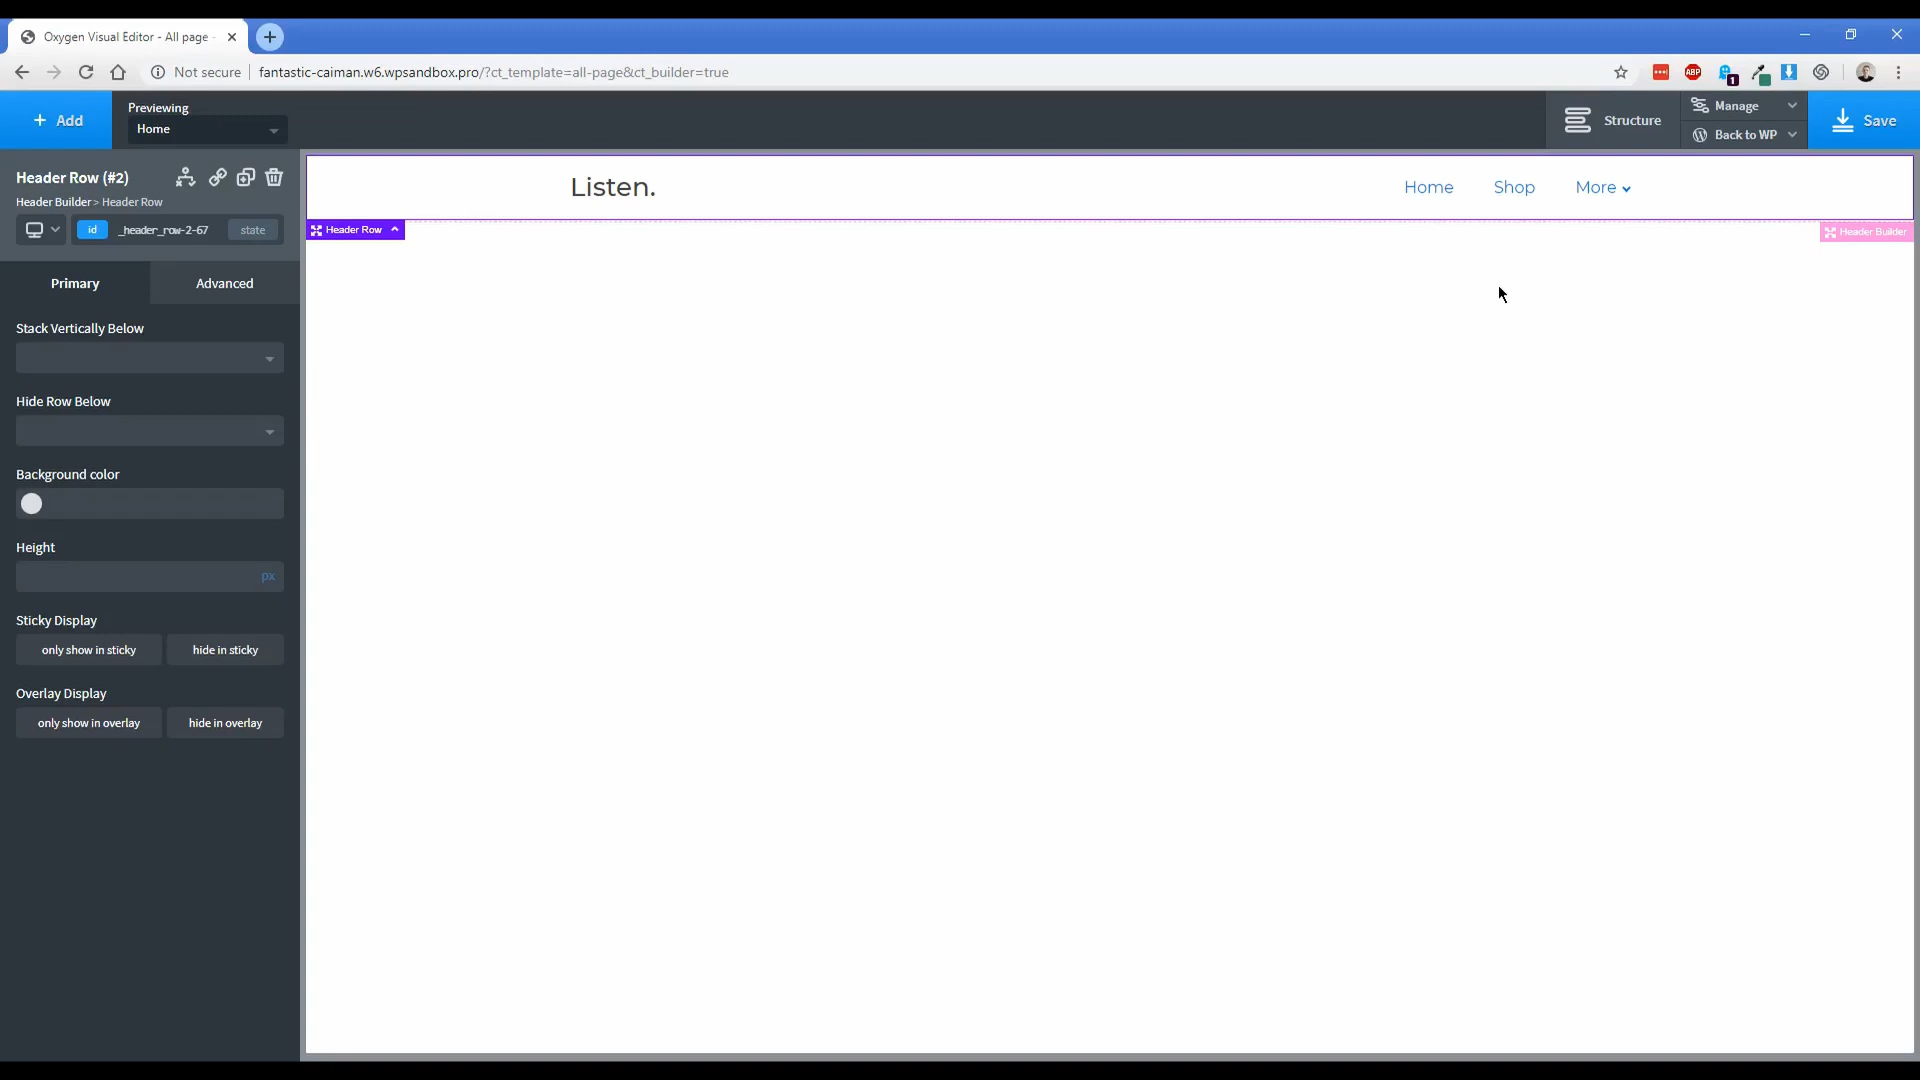 Oxygen Visual Editor - All page -
Not secure
fantastic-caiman.w6.wpsandbox.pro/?ct_template=all-page&ct_builder=true
ABP
1
+ Add
Previewing
Home
Structure
Manage
Back to WP
Save
Header Row (#2)
Header Builder > Header Row
id
_header_row-2-67
state
Primary
Advanced
Stack Vertically Below
Hide Row Below
Background color
Height
px
Sticky Display
only show in sticky
hide in sticky
Overlay Display
only show in overlay
hide in overlay
Listen.
Home
Shop
More
Header Row
Header Builder